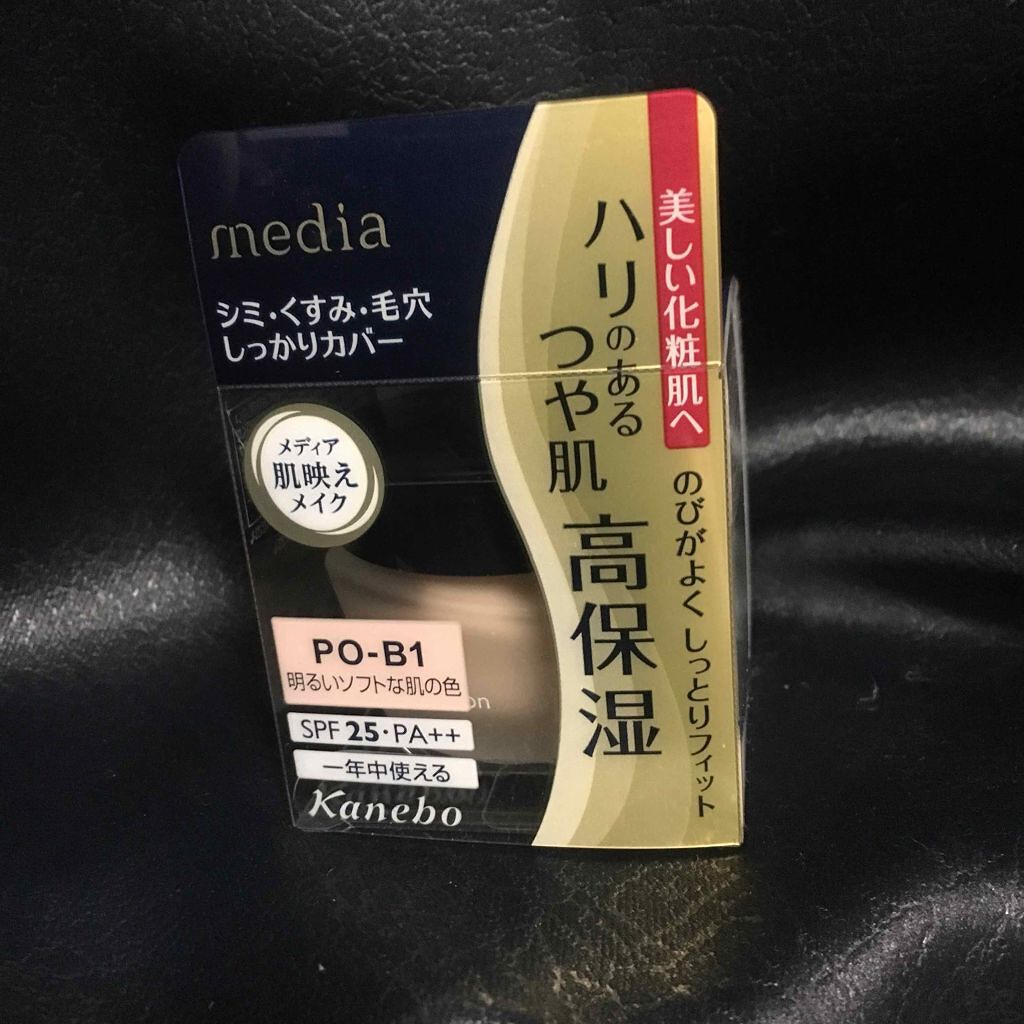 media
シミ・くすみ・毛穴
しっかりカバー
メディア
肌映え
メイク
PO-B1
明るいソフトな肌の色
SPF 25・PA++
一年中使える
Kanebo
美しい化粧肌へ
ハリのある
つや肌
高保湿
のびがよく しっとりフィット